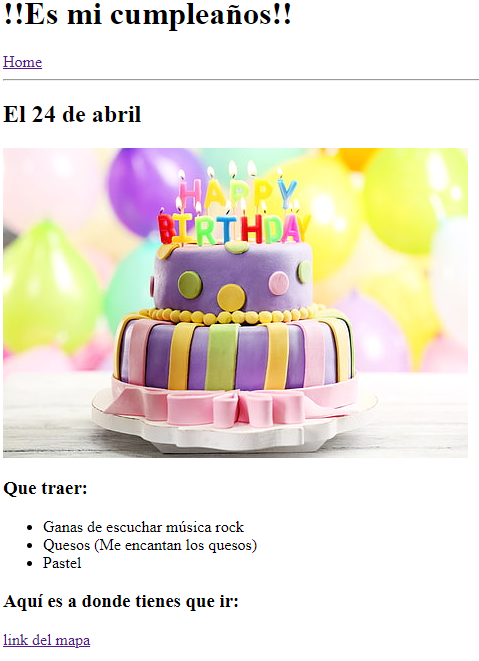 !!Es mi cumpleaños!!
Home
El 24 de abril
HAPPY
BIRTHDAY
Que traer:
Ganas de escuchar música rock
Quesos (Me encantan los quesos)
Pastel
Aquí es a donde tienes que ir:
link del mapa